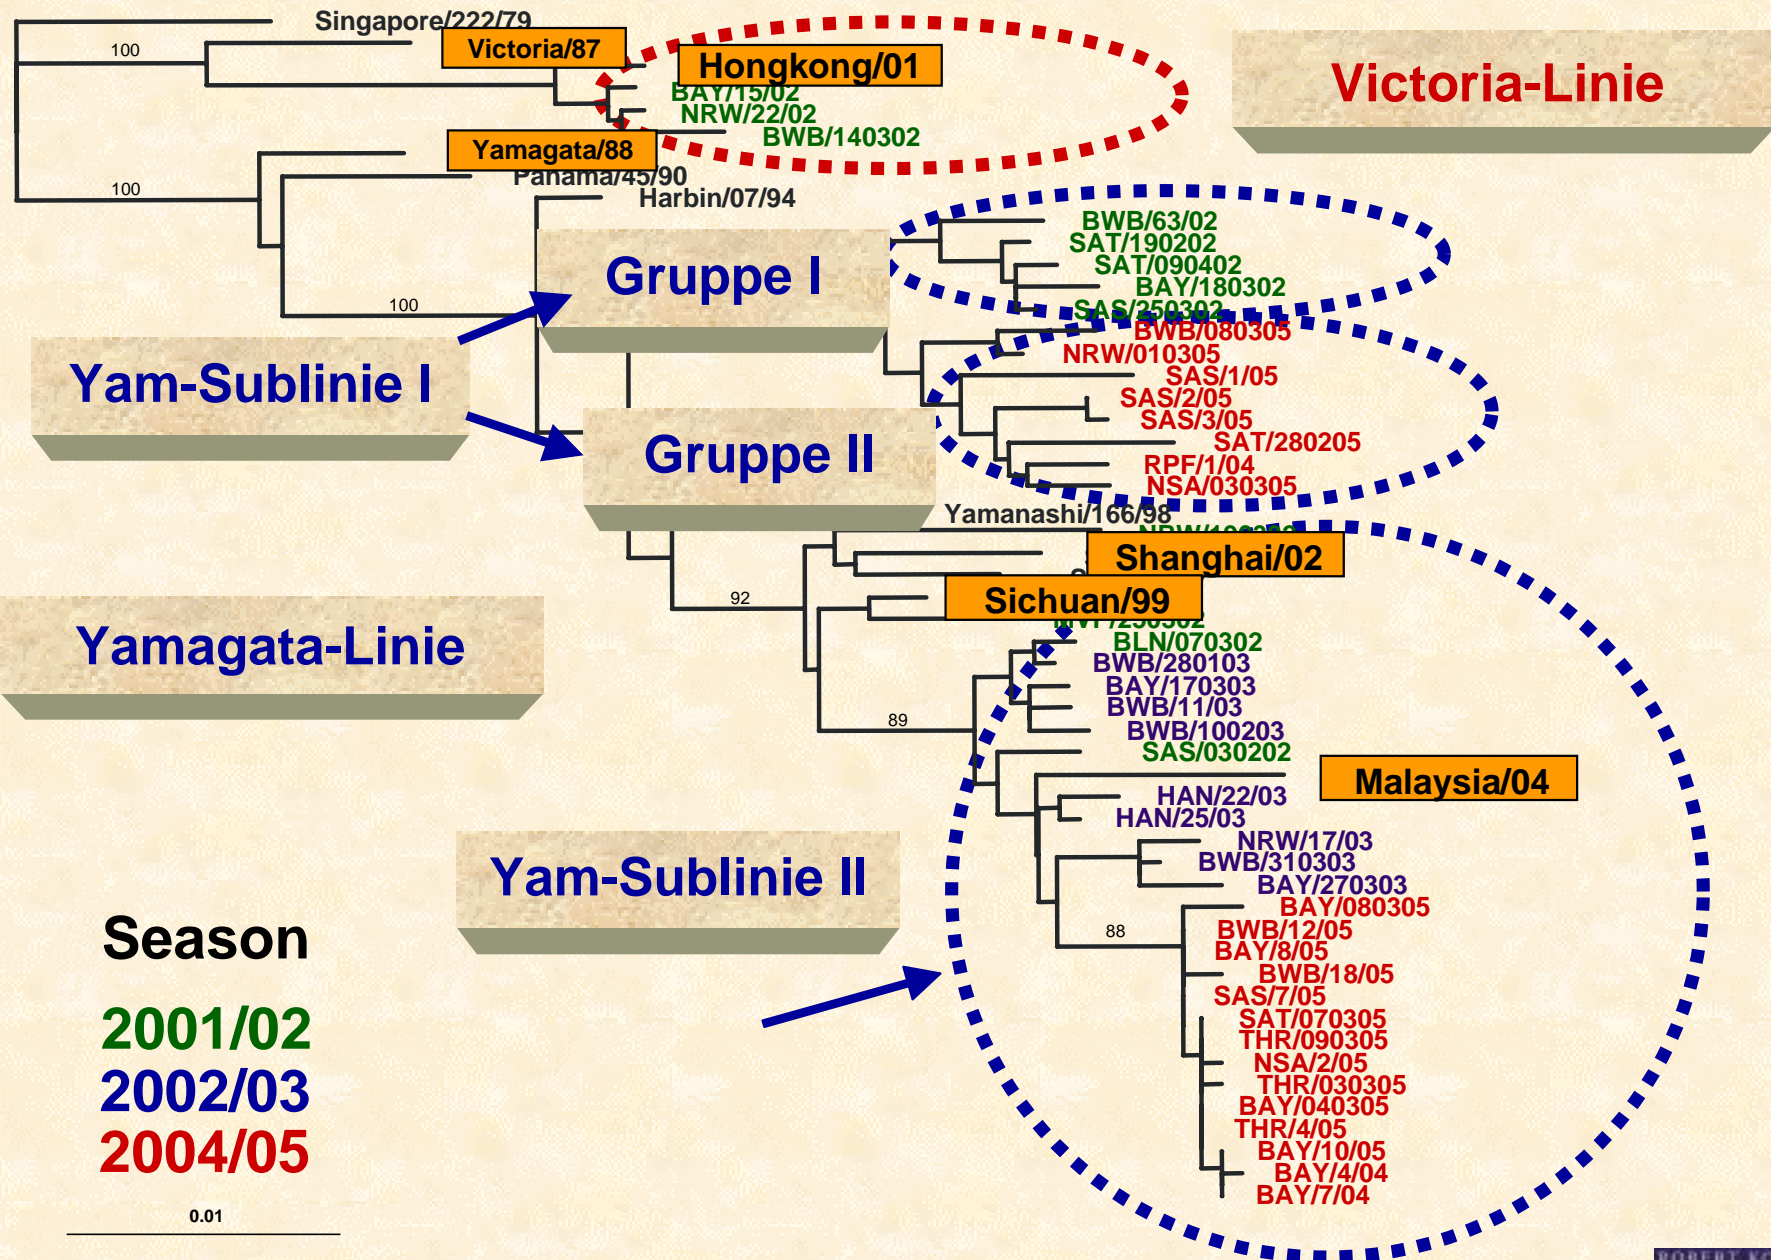 Singapore/222/79
100
Victoria/87
Hongkong/01
Victoria-Linie
BAY/15/02
NRW/22/02
BWB/140302
Yamagata/88
Panama/45/90
100
Harbin/07/94
BWB/63/02
SAT/190202
Gruppe I
SAT/090402
BAY/180302
100
SAS/250302
BWB/080305
NRW/010305
Yam-Sublinie I
SAS/1/05
SAS/2/05
SAS/3/05
Gruppe II
SAT/280205
RPF/1/04
NSA/030305
Yamanashi/166/98
Shanghai/02
92
Sichuan/99
Yamagata-Linie
BLN/070302
BWB/280103
BAY/170303
BWB/11/03
89
BWB/100203
SAS/030202
Malaysia/04
HAN/22/03
HAN/25/03
NRW/17/03
BWB/310303
Yam-Sublinie II
BAY/270303
BAY/080305
88
BWB/12/05
BAY/8/05
BWB/18/05
SAS/7/05
SAT/070305
THR/090305
NSA/2/05
THR/030305
BAY/040305
THR/4/05
BAY/10/05
BAY/4/04
BAY/7/04
Season
2001/02
2002/03
2004/05
0.01